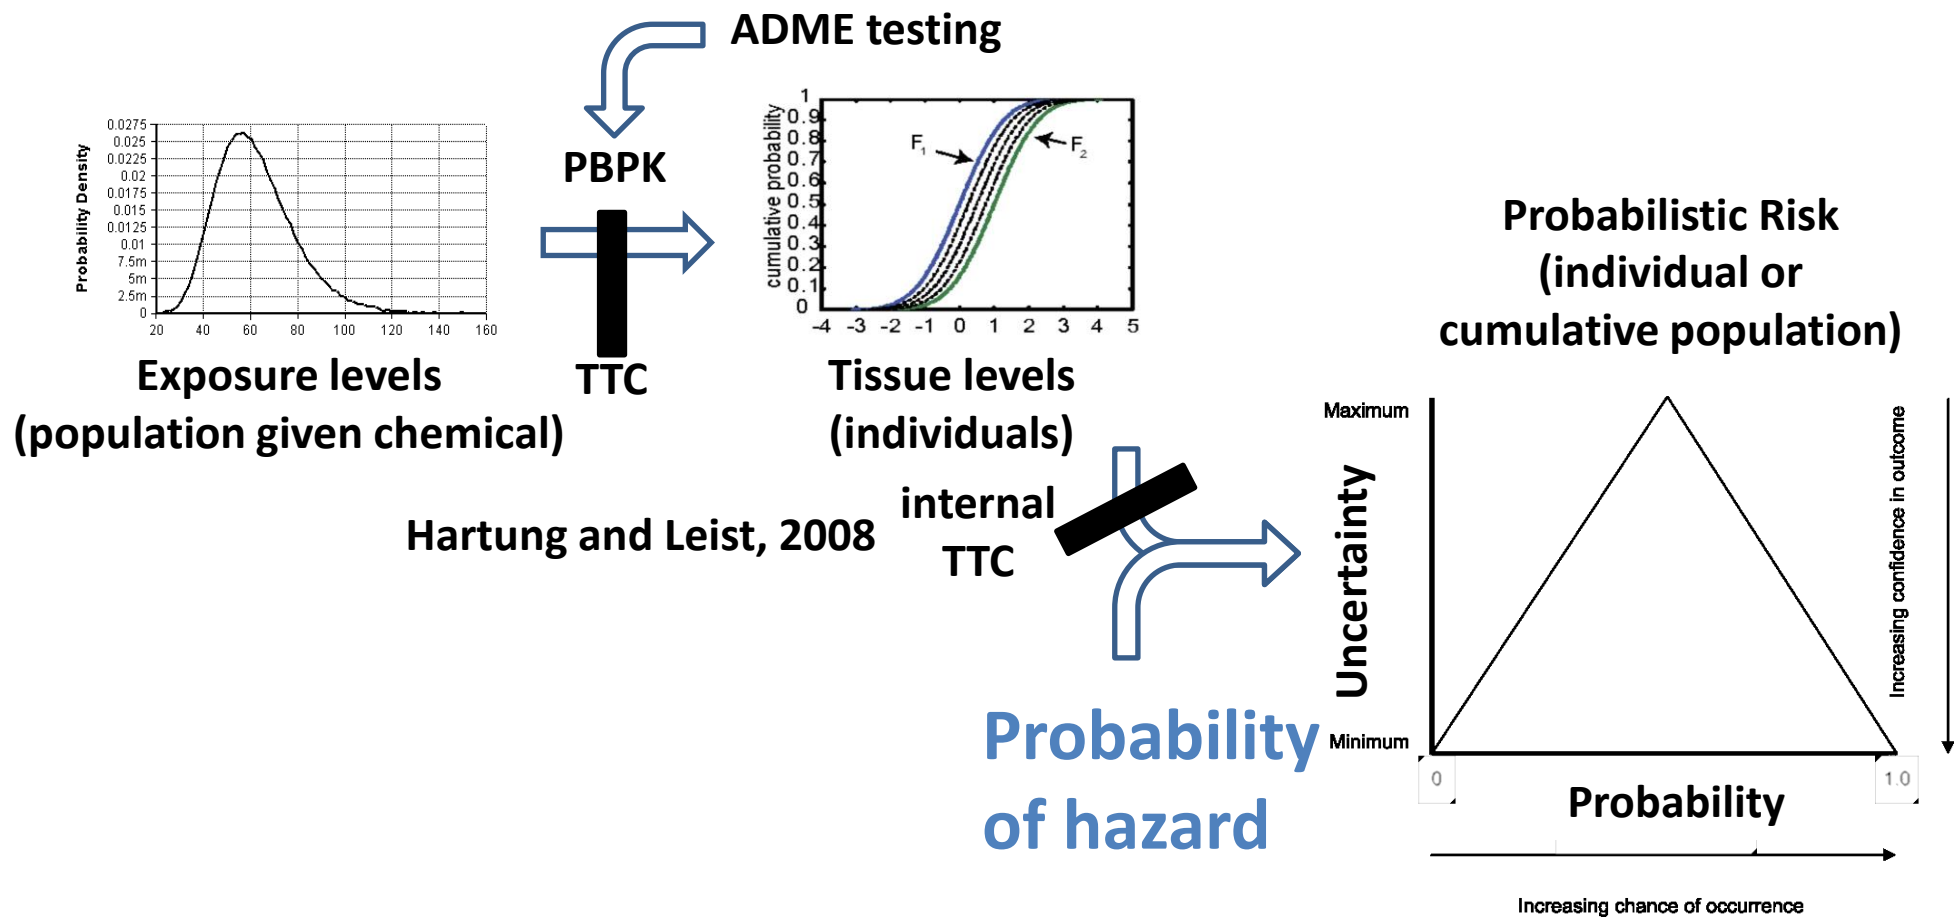 ADME testing
PBPK
TTC
Probability Density
0.0275
0.025
0.0225
0.02
0.0175
0.015
0.0125
0.01
7.5m
5m
2.5m
0
20 40 60 80 100 120 140 160
Exposure levels
(population given chemical)
cumulative probability
1
0.9
0.8
0.7
0.6
0.5
0.4
0.3
0.2
0.1
0
-4 -3 -2 -1 0 1 2 3 4 5
F1
F2
Tissue levels
(individuals)
internal
TTC
Hartung and Leist, 2008
Probability
of hazard
Probabilistic Risk
(individual or
cumulative population)
Maximum
Uncertainty
Minimum
Increasing confidence in outcome
0
1.0
Probability
Increasing chance of occurrence